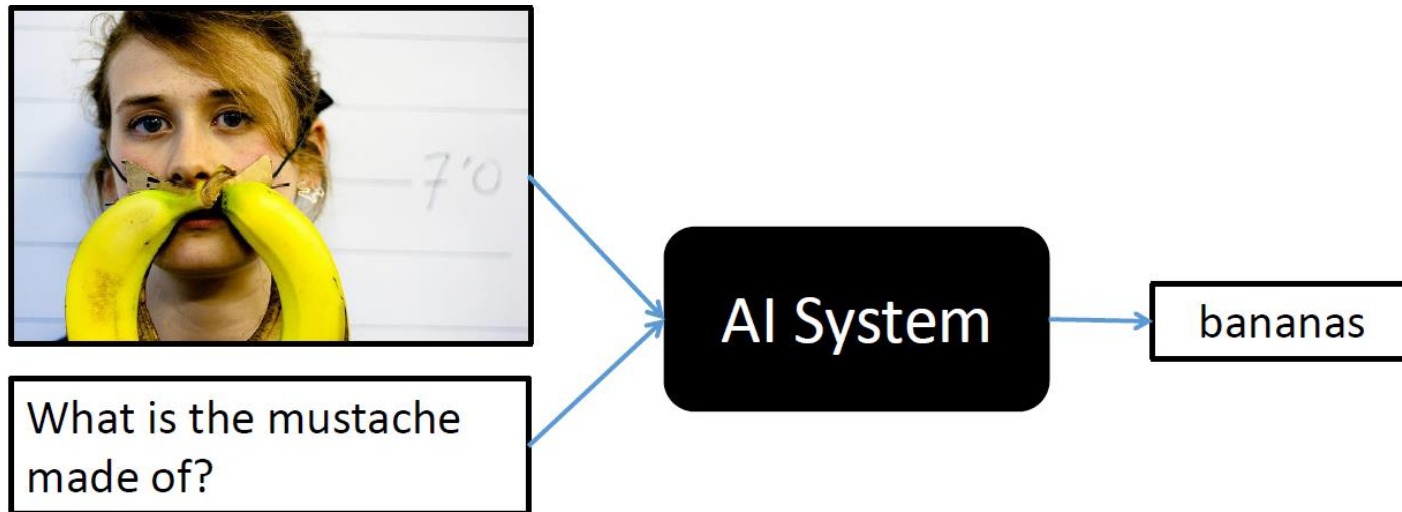 7'0
What is the mustache
made of?
AI System
bananas